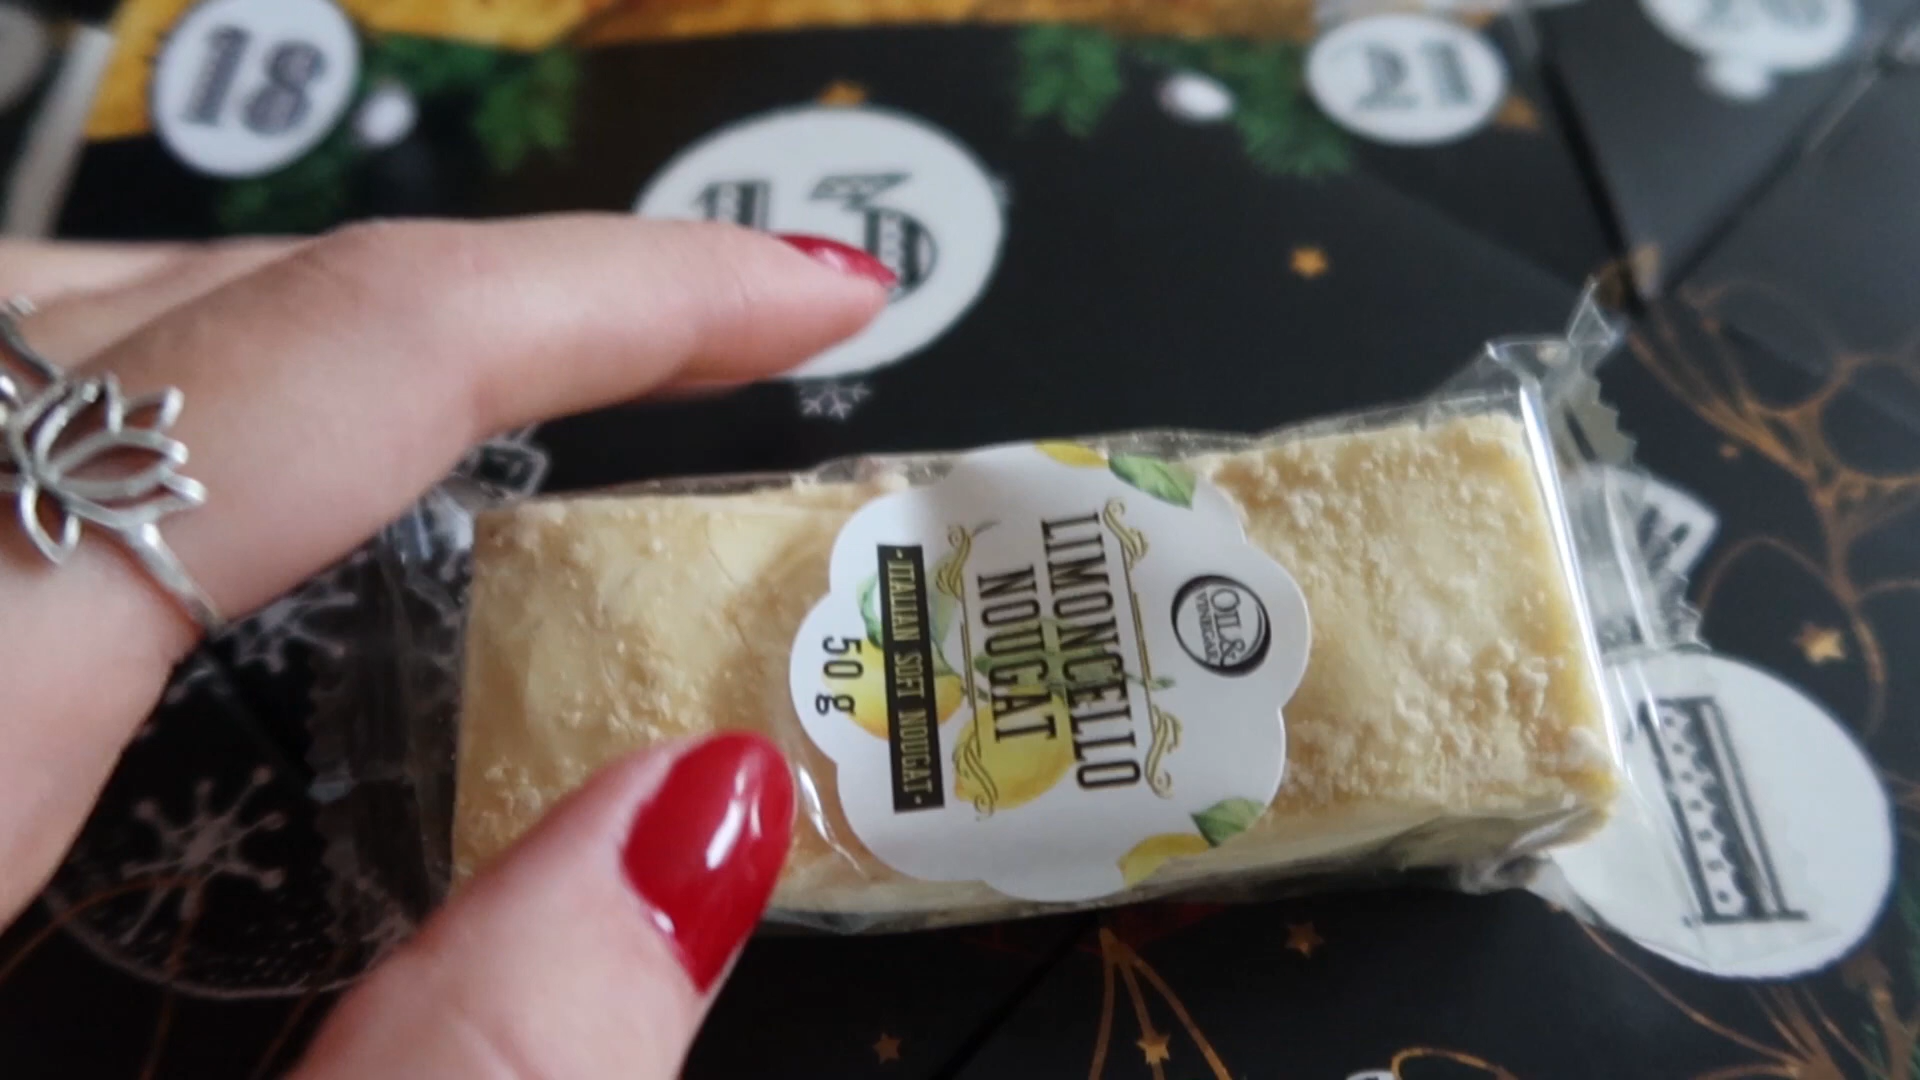 18
13
21
OIL &
VINEGAR
LIMONCELLO
NOUGAT
· ITALIAN SOFT NOUGAT ·
50 g